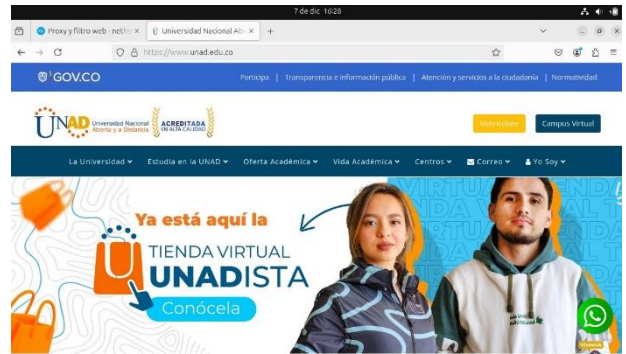 7 de dic 16:28
Proxy y filtro web - neth
Universidad Nacional Ab
https://www.unad.edu.co
GOV.CO
Participa | Transparencia e información pública | Atención y servicios a la ciudadanía | Normatividad
UNAD Universidad Nacional
Abierta y a Distancia
ACREDITADA
EN ALTA CALIDAD
Matricúlate
Campus Virtual
La Universidad
Estudia en la UNAD
Oferta Académica
Vida Académica
Centros
Correo
Yo Soy
Ya está aquí la
TIENDA VIRTUAL
UNADISTA
Conócela